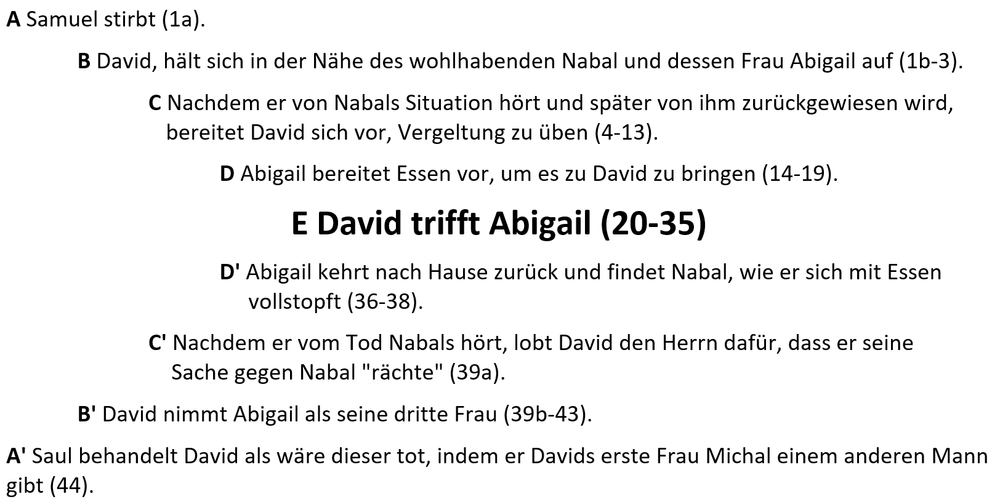 A Samuel stirbt (1a).
B David, hält sich in der Nähe des wohlhabenden Nabal und dessen Frau Abigail auf (1b-3).
C Nachdem er von Nabals Situation hört und später von ihm zurückgewiesen wird,
bereitet David sich vor, Vergeltung zu üben (4-13).
D Abigail bereitet Essen vor, um es zu David zu bringen (14-19).
E David trifft Abigail (20-35)
D' Abigail kehrt nach Hause zurück und findet Nabal, wie er sich mit Essen
vollstopft (36-38).
C' Nachdem er vom Tod Nabals hört, lobt David den Herrn dafür, dass er seine
Sache gegen Nabal "rächte" (39a).
B' David nimmt Abigail als seine dritte Frau (39b-43).
A' Saul behandelt David als wäre dieser tot, indem er Davids erste Frau Michal einem anderen Mann
gibt (44).